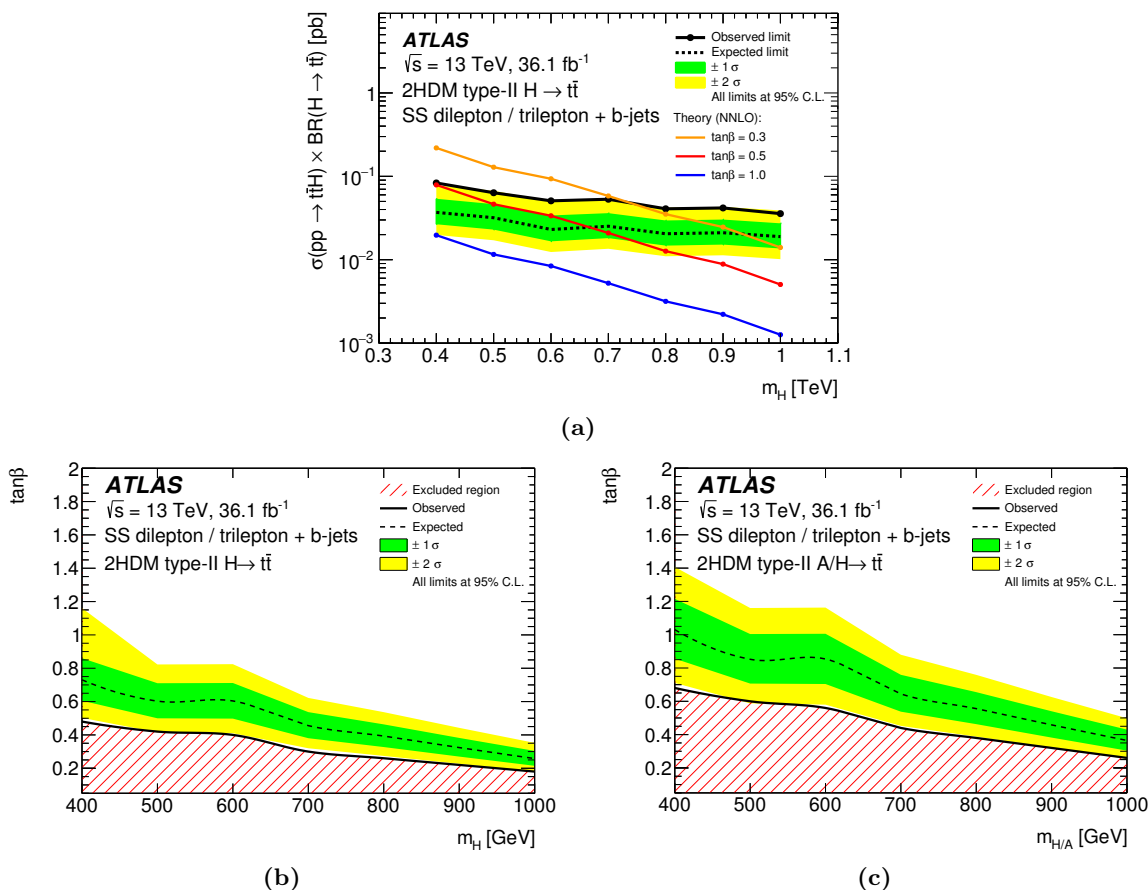 σ(pp → tt̄H) × BR(H → tt̄) [pb]
ATLAS
√s = 13 TeV, 36.1 fb⁻¹
2HDM type-II H → tt̄
SS dilepton / trilepton + b-jets
Observed limit
Expected limit
± 1 σ
± 2 σ
All limits at 95% C.L.
Theory (NNLO):
tanβ = 0.3
tanβ = 0.5
tanβ = 1.0
1
10⁻¹
10⁻²
10⁻³
0.3 0.4 0.5 0.6 0.7 0.8 0.9 1 1.1
m_H [TeV]
(a)
tanβ
ATLAS
√s = 13 TeV, 36.1 fb⁻¹
SS dilepton / trilepton + b-jets
2HDM type-II H→ tt̄
Excluded region
Observed
Expected
± 1 σ
± 2 σ
All limits at 95% C.L.
2
1.8
1.6
1.4
1.2
1
0.8
0.6
0.4
0.2
400 500 600 700 800 900 1000
m_H [GeV]
(b)
tanβ
ATLAS
√s = 13 TeV, 36.1 fb⁻¹
SS dilepton / trilepton + b-jets
2HDM type-II A/H→ tt̄
Excluded region
Observed
Expected
± 1 σ
± 2 σ
All limits at 95% C.L.
2
1.8
1.6
1.4
1.2
1
0.8
0.6
0.4
0.2
400 500 600 700 800 900 1000
m_H/A [GeV]
(c)